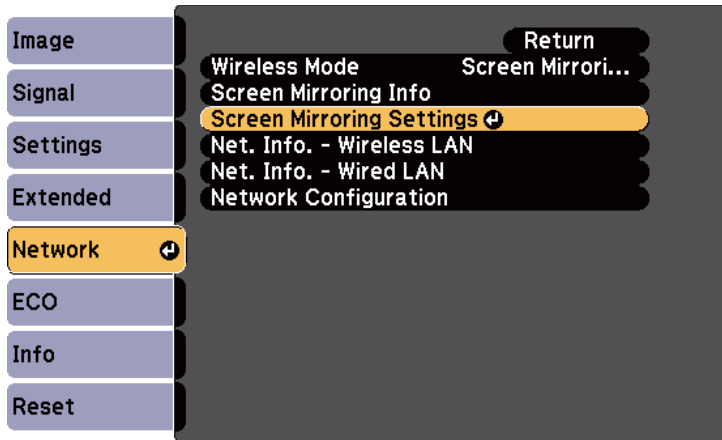 Image
Signal
Settings
Extended
Network
ECO
Info
Reset
Return
Wireless Mode Screen Mirrori...
Screen Mirroring Info
Screen Mirroring Settings
Net. Info. - Wireless LAN
Net. Info. - Wired LAN
Network Configuration